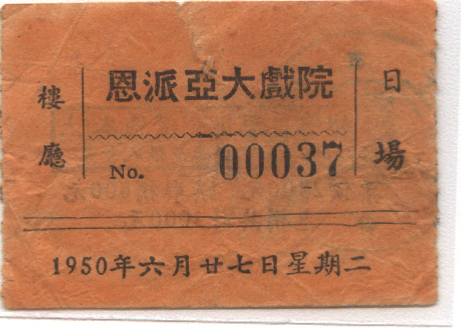 恩派亞大戲院
樓廳
日場
No. 00037
1950年六月廿七日星期二